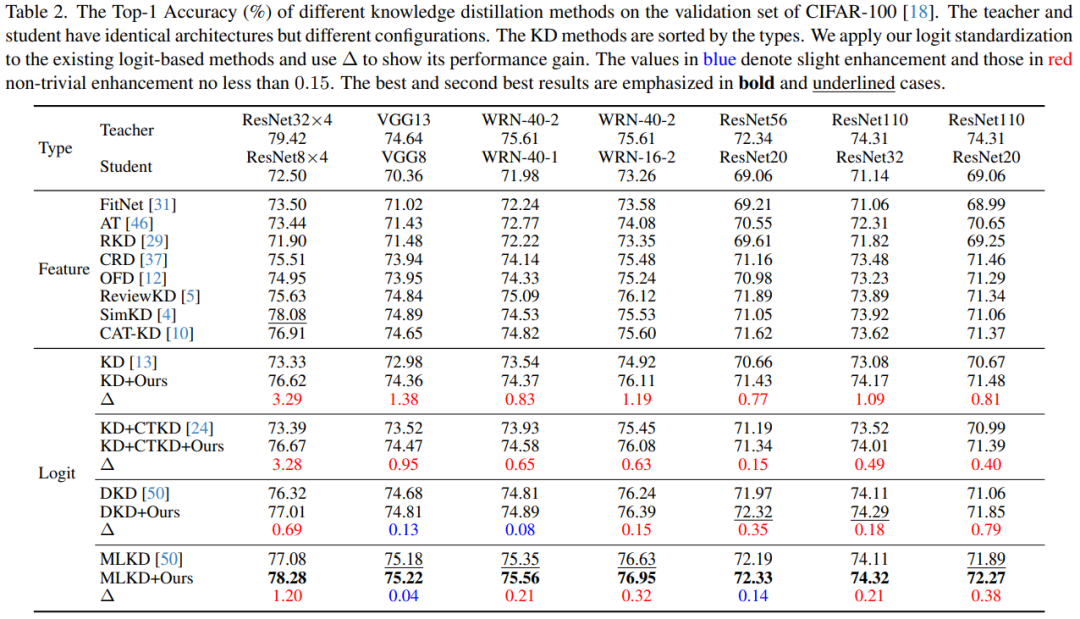 Table 2. The Top-1 Accuracy (%) of different knowledge distillation methods on the validation set of CIFAR-100 [18]. The teacher and
student have identical architectures but different configurations. The KD methods are sorted by the types. We apply our logit standardization
to the existing logit-based methods and use Δ to show its performance gain. The values in blue denote slight enhancement and those in red
non-trivial enhancement no less than 0.15. The best and second best results are emphasized in bold and underlined cases.
Type Teacher ResNet32×4 VGG13 WRN-40-2 WRN-40-2 ResNet56 ResNet110 ResNet110
79.42 74.64 75.61 75.61 72.34 74.31 74.31
Student ResNet8×4 VGG8 WRN-40-1 WRN-16-2 ResNet20 ResNet32 ResNet20
72.50 70.36 71.98 73.26 69.06 71.14 69.06
Feature
FitNet [31] 73.50 71.02 72.24 73.58 69.21 71.06 68.99
AT [46] 73.44 71.43 72.77 74.08 70.55 72.31 70.65
RKD [29] 71.90 71.48 72.22 73.35 69.61 71.82 69.25
CRD [37] 75.51 73.94 74.14 75.48 71.16 73.48 71.46
OFD [12] 74.95 73.95 74.33 75.24 70.98 73.23 71.29
ReviewKD [5] 75.63 74.84 75.09 76.12 71.89 73.89 71.34
SimKD [4] 78.08 74.89 74.53 75.53 71.05 73.92 71.06
CAT-KD [10] 76.91 74.65 74.82 75.60 71.62 73.62 71.37
Logit
KD [13] 73.33 72.98 73.54 74.92 70.66 73.08 70.67
KD+Ours 76.62 74.36 74.37 76.11 71.43 74.17 71.48
Δ 3.29 1.38 0.83 1.19 0.77 1.09 0.81
KD+CTKD [24] 73.39 73.52 73.93 75.45 71.19 73.52 70.99
KD+CTKD+Ours 76.67 74.47 74.58 76.08 71.34 74.01 71.39
Δ 3.28 0.95 0.65 0.63 0.15 0.49 0.40
DKD [50] 76.32 74.68 74.81 76.24 71.97 74.11 71.06
DKD+Ours 77.01 74.81 74.89 76.39 72.32 74.29 71.85
Δ 0.69 0.13 0.08 0.15 0.35 0.18 0.79
MLKD [50] 77.08 75.18 75.35 76.63 72.19 74.11 71.89
MLKD+Ours 78.28 75.22 75.56 76.95 72.33 74.32 72.27
Δ 1.20 0.04 0.21 0.32 0.14 0.21 0.38